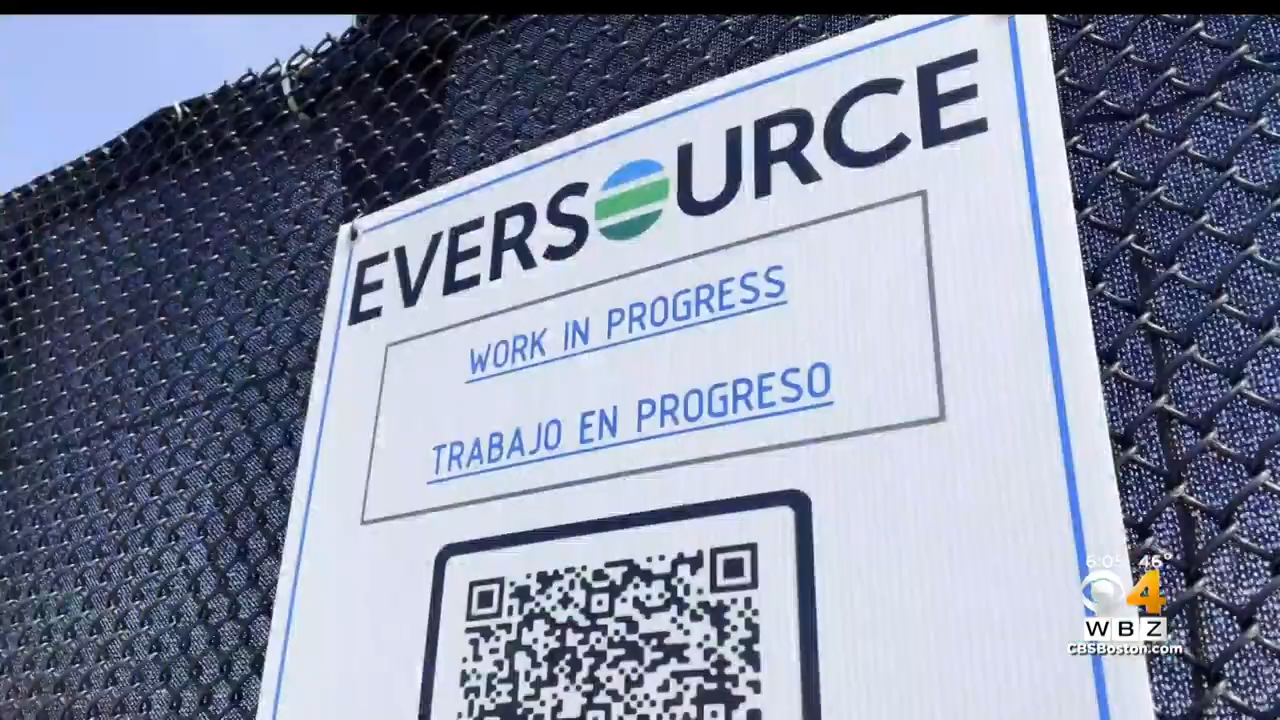 EVERSOURCE
WORK IN PROGRESS
TRABAJO EN PROGRESO
46°
4
WBZ
CBSBoston.com